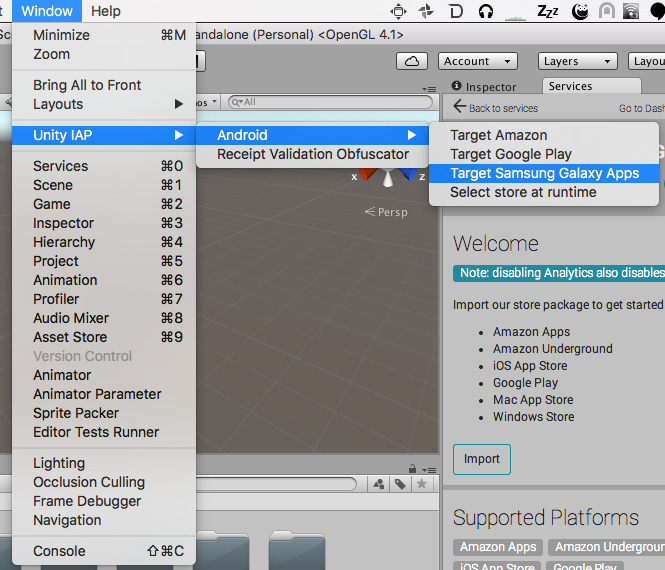 Window Help
Minimize ⌘M
Zoom
Bring All to Front
Layouts
Unity IAP
Services ⌘0
Scene ⌘1
Game ⌘2
Inspector ⌘3
Hierarchy ⌘4
Project ⌘5
Animation ⌘6
Profiler ⌘7
Audio Mixer ⌘8
Asset Store ⌘9
Version Control
Animator
Animator Parameter
Sprite Packer
Editor Tests Runner
Lighting
Occlusion Culling
Frame Debugger
Navigation
Console ⇧⌘C
Android
Receipt Validation Obfuscator
Target Amazon
Target Google Play
Target Samsung Galaxy Apps
Select store at runtime
Zzz
andalone (Personal) <OpenGL 4.1>
Account Layers Layou
Inspector Services
All
Back to services Go to Dash
x z
Persp
Welcome
Note: disabling Analytics also disables
Import our store package to get started
Amazon Apps
Amazon Underground
iOS App Store
Google Play
Mac App Store
Windows Store
Import
Supported Platforms
Amazon Apps Amazon Undergroun
iOS App Store Google Play